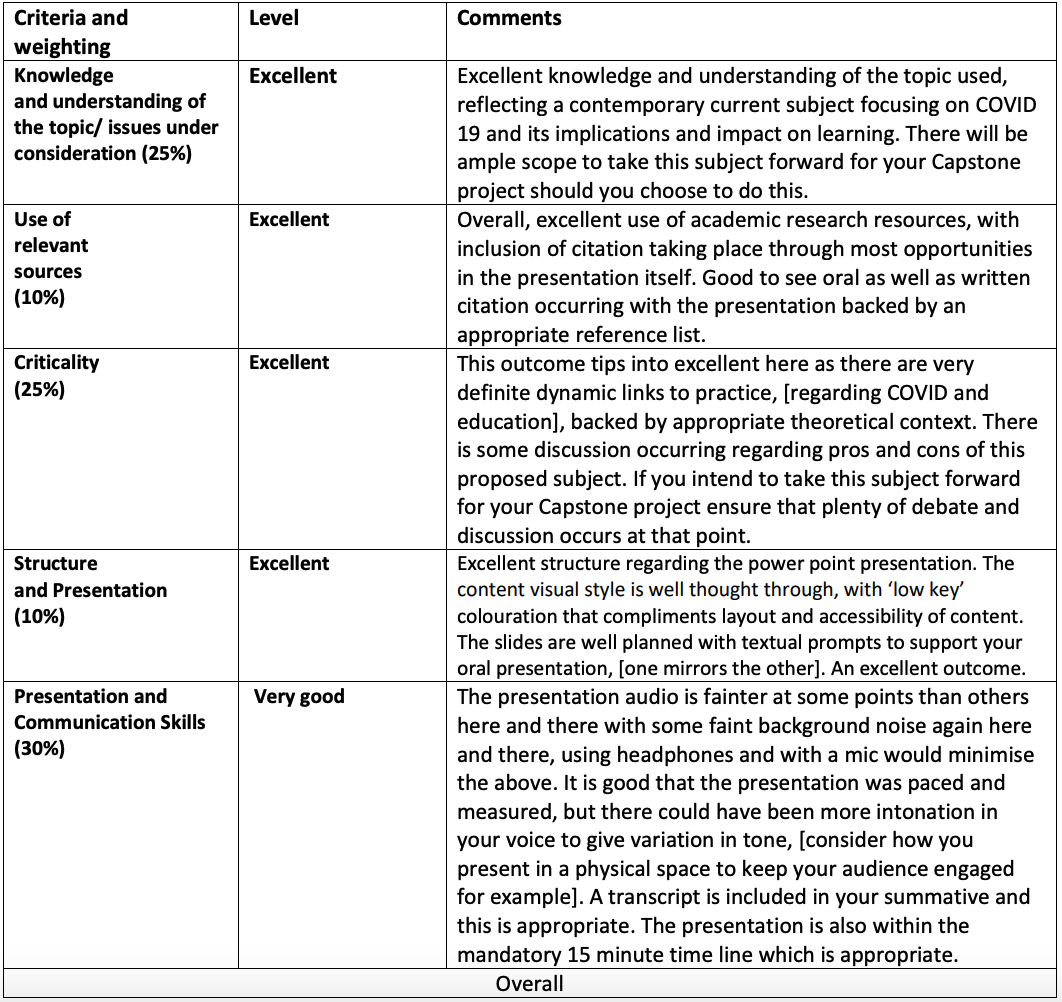 Criteria and
weighting
Level
Comments
Knowledge
and understanding of
the topic/ issues under
consideration (25%)
Excellent
Excellent knowledge and understanding of the topic used,
reflecting a contemporary current subject focusing on COVID
19 and its implications and impact on learning. There will be
ample scope to take this subject forward for your Capstone
project should you choose to do this.
Use of
relevant
sources
(10%)
Excellent
Overall, excellent use of academic research resources, with
inclusion of citation taking place through most opportunities
in the presentation itself. Good to see oral as well as written
citation occurring with the presentation backed by an
appropriate reference list.
Criticality
(25%)
Excellent
This outcome tips into excellent here as there are very
definite dynamic links to practice, [regarding COVID and
education], backed by appropriate theoretical context. There
is some discussion occurring regarding pros and cons of this
proposed subject. If you intend to take this subject forward
for your Capstone project ensure that plenty of debate and
discussion occurs at that point.
Structure
and Presentation
(10%)
Excellent
Excellent structure regarding the power point presentation. The
content visual style is well thought through, with ‘low key’
colouration that compliments layout and accessibility of content.
The slides are well planned with textual prompts to support your
oral presentation, [one mirrors the other]. An excellent outcome.
Presentation and
Communication Skills
(30%)
Very good
The presentation audio is fainter at some points than others
here and there with some faint background noise again here
and there, using headphones and with a mic would minimise
the above. It is good that the presentation was paced and
measured, but there could have been more intonation in
your voice to give variation in tone, [consider how you
present in a physical space to keep your audience engaged
for example]. A transcript is included in your summative and
this is appropriate. The presentation is also within the
mandatory 15 minute time line which is appropriate.
Overall